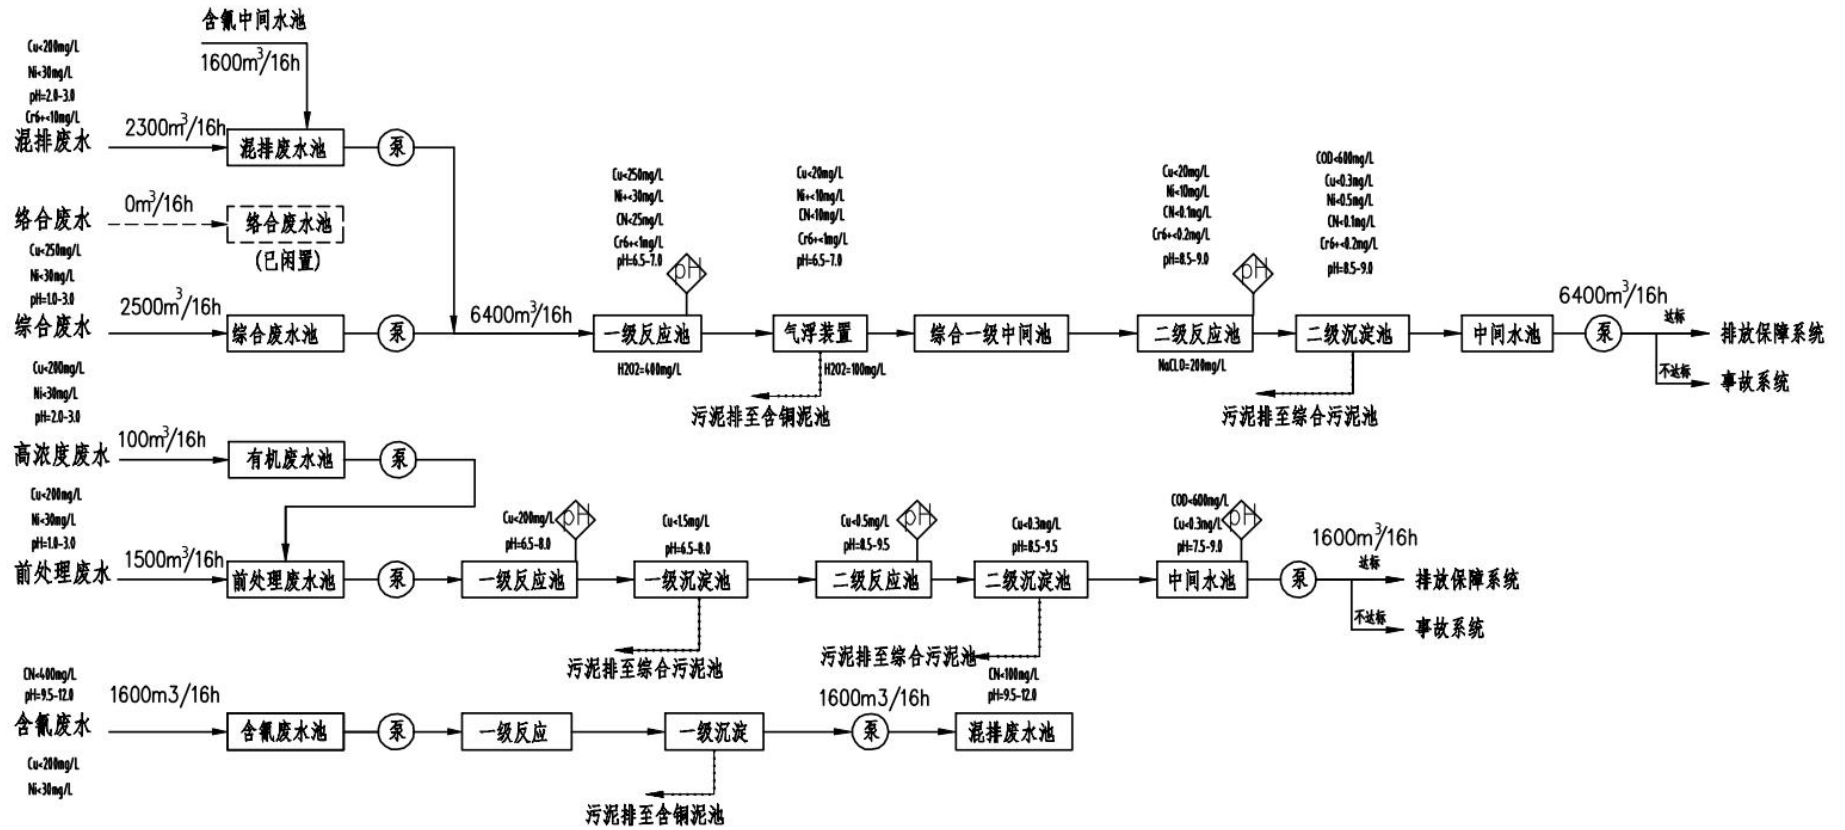 含氰中间水池
1600m³/16h
Cu<200mg/L
Ni<30mg/L
pH=2.0-3.0
Cr6+<10mg/L
混排废水
2300m³/16h
混排废水池
泵
络合废水
0m³/16h
络合废水池
(已闲置)
Cu<250mg/L
Ni<30mg/L
pH=1.0-3.0
综合废水
2500m³/16h
综合废水池
泵
6400m³/16h
Cu<250mg/L
Ni+<30mg/L
CN<25mg/L
Cr6+<1mg/L
pH=6.5-7.0
pH
一级反应池
H2O2=400mg/L
Cu<20mg/L
Ni+<10mg/L
CN<10mg/L
Cr6+<1mg/L
pH=6.5-7.0
气浮装置
H2O2=100mg/L
污泥排至含铜泥池
综合一级中间池
Cu<20mg/L
Ni<10mg/L
CN<0.1mg/L
Cr6+<0.2mg/L
pH=8.5-9.0
pH
二级反应池
NaCLO=200mg/L
COD<600mg/L
Cu<0.3mg/L
Ni<0.5mg/L
CN<0.1mg/L
Cr6+<0.2mg/L
pH=8.5-9.0
二级沉淀池
污泥排至综合污泥池
中间水池
6400m³/16h
泵
达标
排放保障系统
不达标
事故系统
Cu<200mg/L
Ni<30mg/L
pH=2.0-3.0
高浓度废水
100m³/16h
有机废水池
泵
Cu<200mg/L
Ni<30mg/L
pH=1.0-3.0
前处理废水
1500m³/16h
前处理废水池
泵
Cu<200mg/L
pH=6.5-8.0
pH
一级反应池
Cu<1.5mg/L
pH=6.5-8.0
一级沉淀池
污泥排至综合污泥池
Cu<0.5mg/L
pH=8.5-9.5
pH
二级反应池
Cu<0.3mg/L
pH=8.5-9.5
二级沉淀池
污泥排至综合污泥池
COD<600mg/L
Cu<0.3mg/L
pH=7.5-9.0
pH
中间水池
泵
1600m³/16h
达标
排放保障系统
不达标
事故系统
CN<400mg/L
pH=9.5-12.0
含氰废水
Cu<200mg/L
Ni<30mg/L
1600m3/16h
含氰废水池
泵
一级反应
一级沉淀
污泥排至含铜泥池
1600m3/16h
泵
CN<100mg/L
pH=9.5-12.0
混排废水池